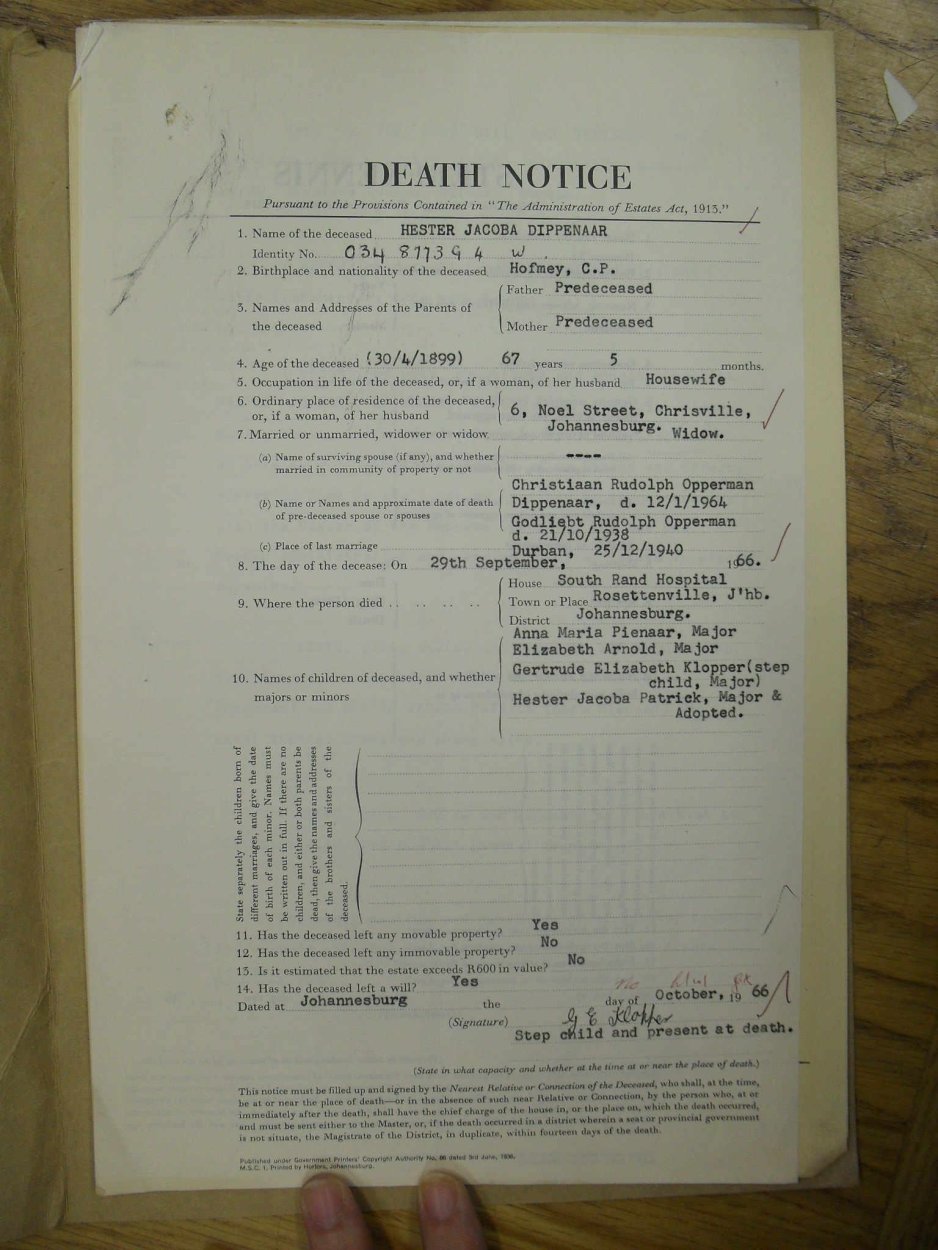 DEATH NOTICE
Pursuant to the Provisions Contained in "The Administration of Estates Act, 1913."
1. Name of the deceased HESTER JACOBA DIPPENAAR
Identity No. 034 877394 W
2. Birthplace and nationality of the deceased Hofmey, C.P.
3. Names and Addresses of the Parents of the deceased
Father Predeceased
Mother Predeceased
4. Age of the deceased (30/4/1899) 67 years 5 months.
5. Occupation in life of the deceased, or, if a woman, of her husband Housewife
6. Ordinary place of residence of the deceased, or, if a woman, of her husband
6, Noel Street, Chrisville,
Johannesburg.
7. Married or unmarried, widower or widow Widow.
(a) Name of surviving spouse (if any), and whether married in community of property or not ----
(b) Name or Names and approximate date of death of pre-deceased spouse or spouses
Christiaan Rudolph Opperman
Dippenaar, d. 12/1/1964
Godliebt Rudolph Opperman
d. 21/10/1938
(c) Place of last marriage Durban, 25/12/1940
8. The day of the decease: On 29th September, 1966.
9. Where the person died .. .. .. ..
House South Rand Hospital
Town or Place Rosettenville, J'hb.
District Johannesburg.
10. Names of children of deceased, and whether majors or minors
Anna Maria Pienaar, Major
Elizabeth Arnold, Major
Gertrude Elizabeth Klopper(step
child, Major)
Hester Jacoba Patrick, Major &
Adopted.
State separately the children born of
different marriages, and give the date
of birth of each minor. Names must
be written out in full. If there are no
children, and either or both parents be
dead, then give the names and addresses
of the brothers and sisters of the
deceased.
11. Has the deceased left any movable property? Yes
12. Has the deceased left any immovable property? No
13. Is it estimated that the estate exceeds R600 in value? No
14. Has the deceased left a will? Yes
Dated at Johannesburg the day of October, 19 66
(Signature) G E Klopper
Step child and present at death.
(State in what capacity and whether at the time at or near the place of death.)
This notice must be filled up and signed by the Nearest Relative or Connection of the Deceased, who shall, at the time,
be at or near the place of death—or in the absence of such near Relative or Connection, by the person who, at or
immediately after the death, shall have the chief charge of the house in, or the place on, which the death occurred,
and must be sent either to the Master, or, if the death occurred in a district wherein a seat or provincial government
is not situate, the Magistrate of the District, in duplicate, within fourteen days of the death.
Published under Government Printers' Copyright Authority No. 86 dated 3rd June, 1936.
M.S.C. 1, Printed by Hortors, Johannesburg.